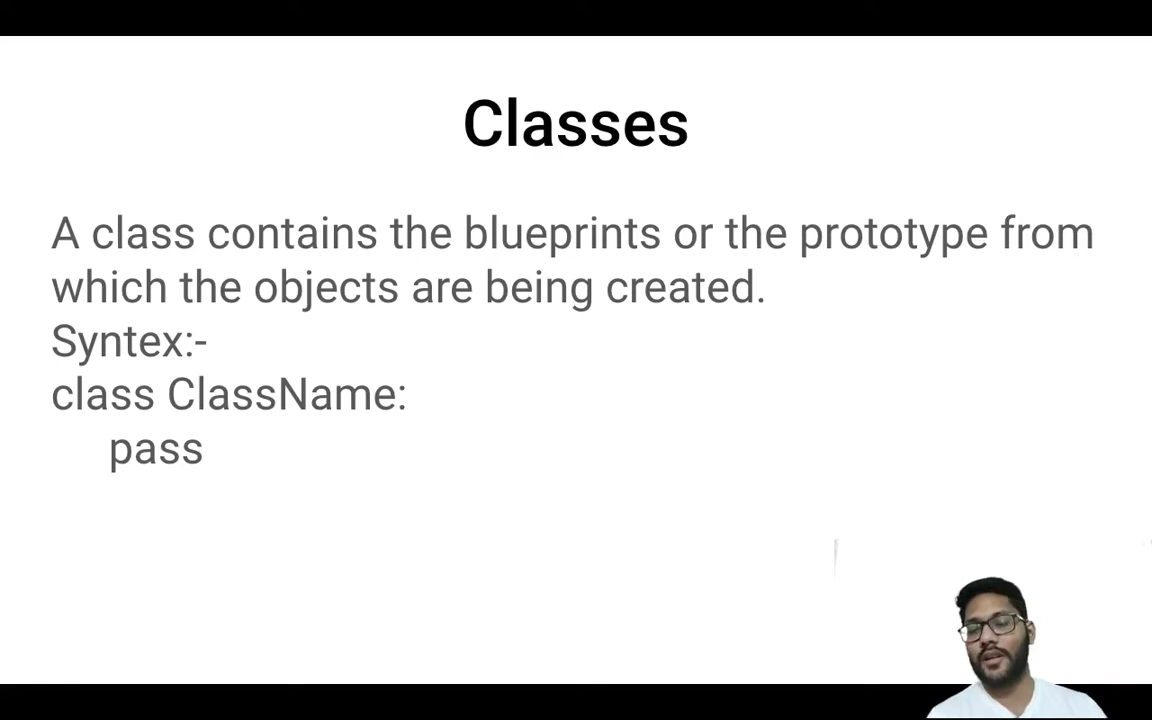 Classes
A class contains the blueprints or the prototype from
which the objects are being created.
Syntex:-
class ClassName:
pass